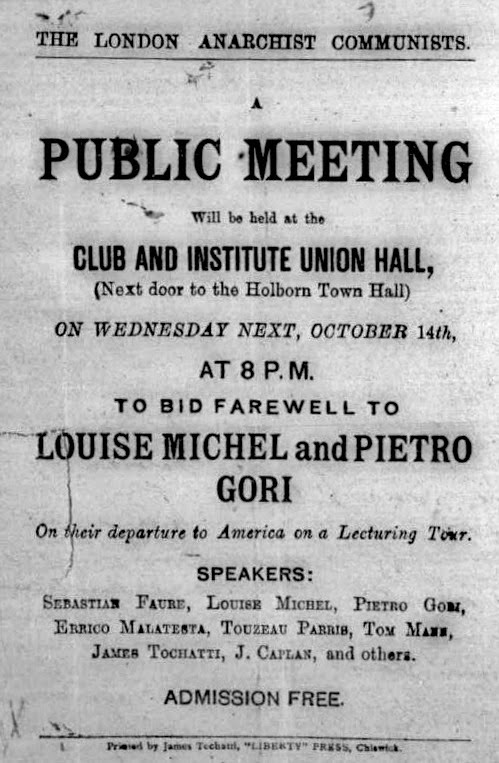 THE LONDON ANARCHIST COMMUNISTS.
A
PUBLIC MEETING
Will be held at the
CLUB AND INSTITUTE UNION HALL,
(Next door to the Holborn Town Hall)
ON WEDNESDAY NEXT, OCTOBER 14th,
AT 8 P.M.
TO BID FAREWELL TO
LOUISE MICHEL and PIETRO
GORI
On their departure to America on a Lecturing Tour.
SPEAKERS:
SEBASTIAN FAURE, LOUISE MICHEL, PIETRO GORI,
ERRICO MALATESTA, TOUZEAU PARRIS, TOM MANN,
JAMES TOCHATTI, J. CAPLAN, and others.
ADMISSION FREE.
Printed by James Tochatti, "LIBERTY" PRESS, Chiswick.